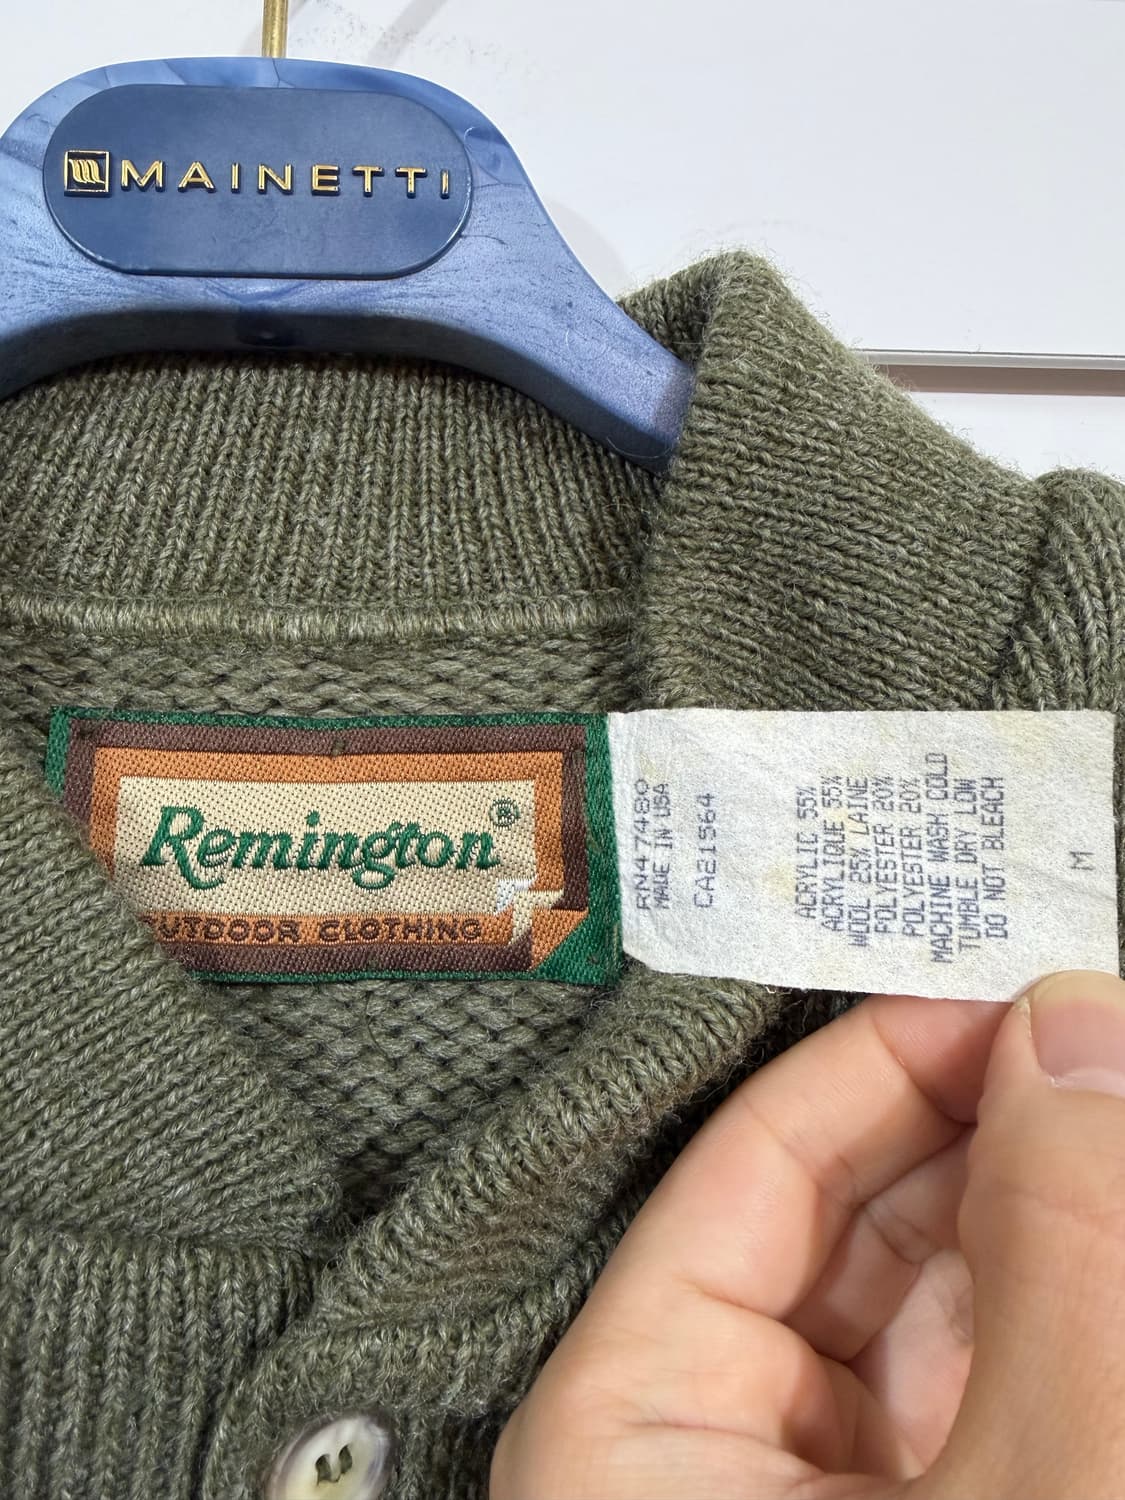 MAINETTI
Remington®
OUTDOOR CLOTHING
RN47480
MADE IN USA
CA21564
ACRYLIC 55%
ACRYLIQUE 55%
WOOL 25% LAINE
POLYESTER 20%
POLYESTER 20%
MACHINE WASH COLD
TUMBLE DRY LOW
DO NOT BLEACH
M